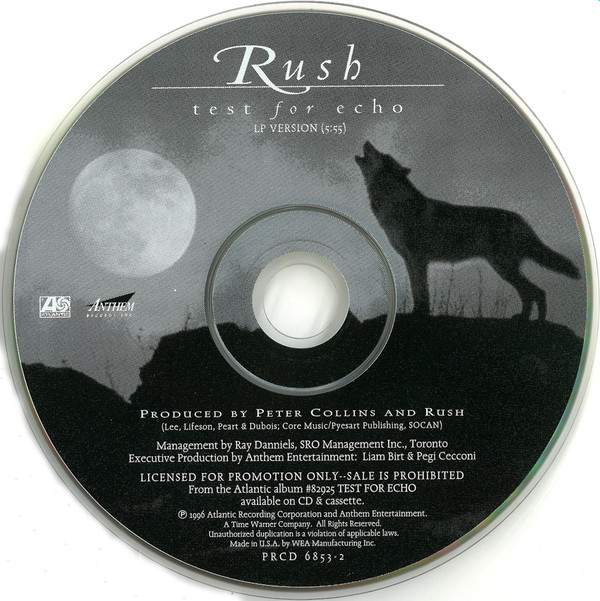 Rush
test for echo
LP VERSION (5:55)
ATLANTIC
ANTHEM
RECORDS INC.
PRODUCED BY PETER COLLINS AND RUSH
(Lee, Lifeson, Peart & Dubois; Core Music/Pyesart Publishing, SOCAN)
Management by Ray Danniels, SRO Management Inc., Toronto
Executive Production by Anthem Entertainment: Liam Birt & Pegi Cecconi
LICENSED FOR PROMOTION ONLY--SALE IS PROHIBITED
From the Atlantic album #82925 TEST FOR ECHO
available on CD & cassette.
℗ 1996 Atlantic Recording Corporation and Anthem Entertainment.
A Time Warner Company. All Rights Reserved.
Unauthorized duplication is a violation of applicable laws.
Made in U.S.A. by WEA Manufacturing Inc.
PRCD 6853-2